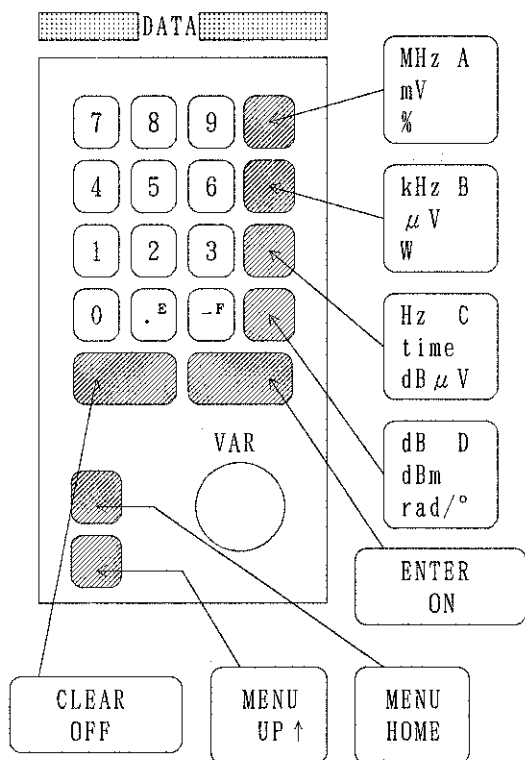 DATA
MHz A
mV
%
7 8 9
kHz B
μV
W
4 5 6
1 2 3
Hz C
time
dBμV
0 .E -F
dB D
dBm
rad/°
VAR
ENTER
ON
CLEAR
OFF
MENU
UP ↑
MENU
HOME